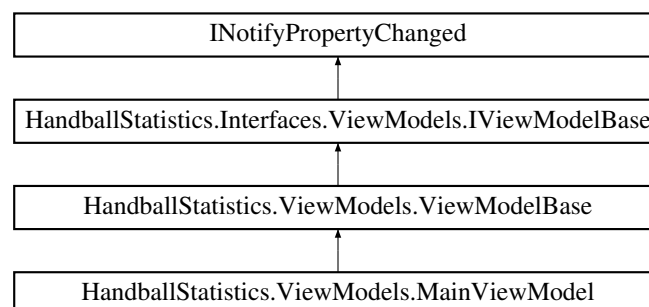 INotifyPropertyChanged
HandballStatistics.Interfaces.ViewModels.IViewModelBase
HandballStatistics.ViewModels.ViewModelBase
HandballStatistics.ViewModels.MainViewModel